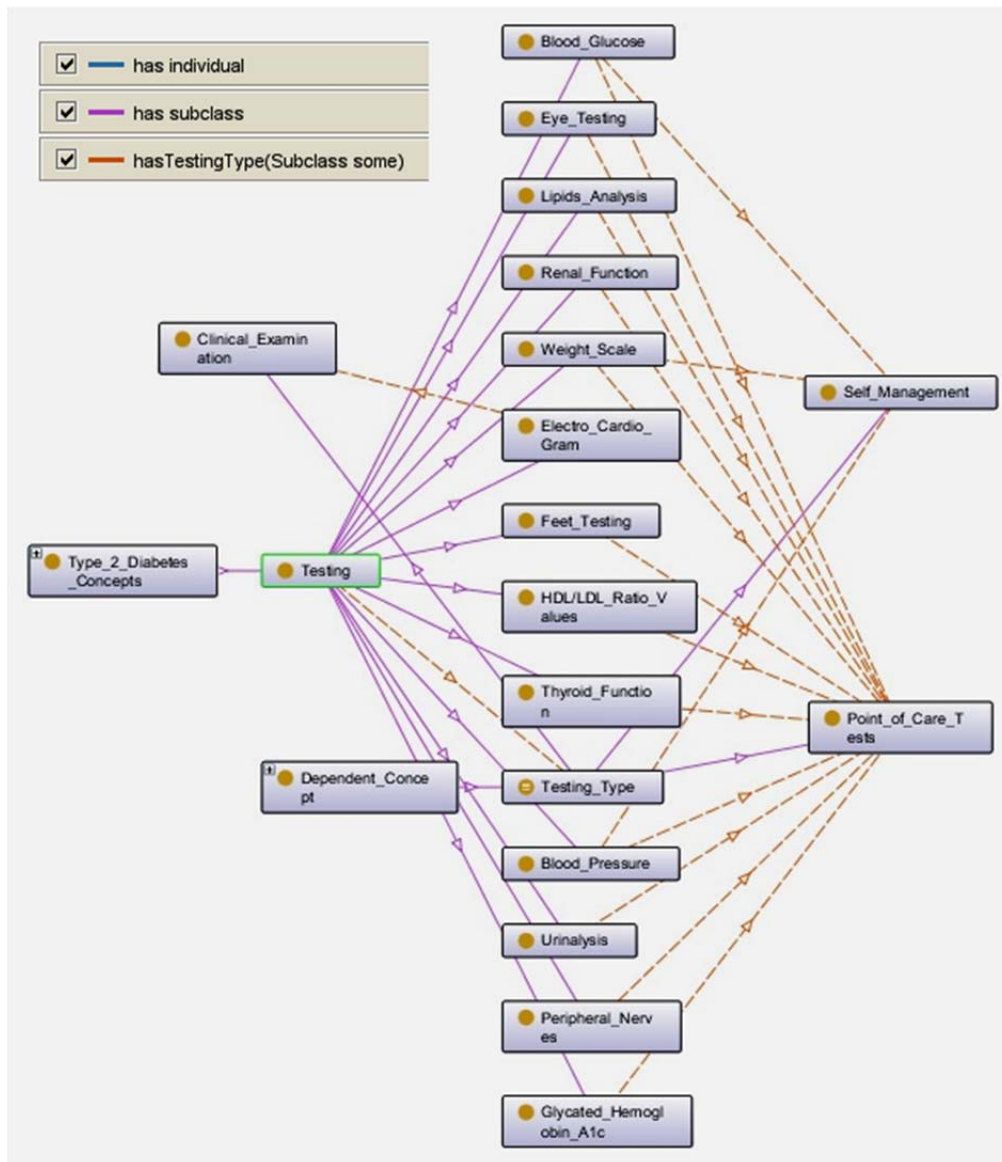 has individual
has subclass
hasTestingType(Subclass some)
Blood_Glucose
Eye_Testing
Lipids_Analysis
Renal_Function
Clinical_Examin
ation
Weight_Scale
Self_Management
Electro_Cardio_
Gram
Feet_Testing
Type_2_Diabetes
_Concepts
Testing
HDL/LDL_Ratio_V
alues
Thyroid_Functio
n
Point_of_Care_T
ests
Dependent_Conce
pt
Testing_Type
Blood_Pressure
Urinalysis
Peripheral_Nerv
es
Glycated_Hemogl
obin_A1c